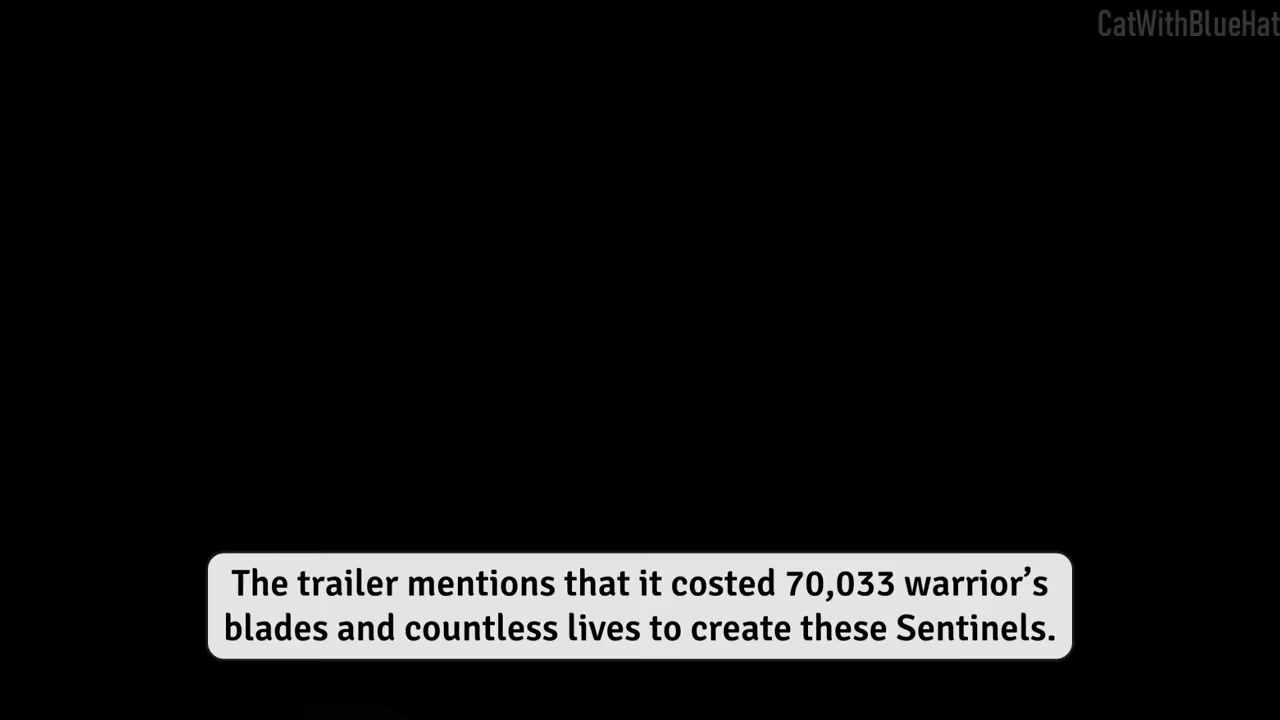 CatWithBlueHat
The trailer mentions that it costed 70,033 warrior’s
blades and countless lives to create these Sentinels.